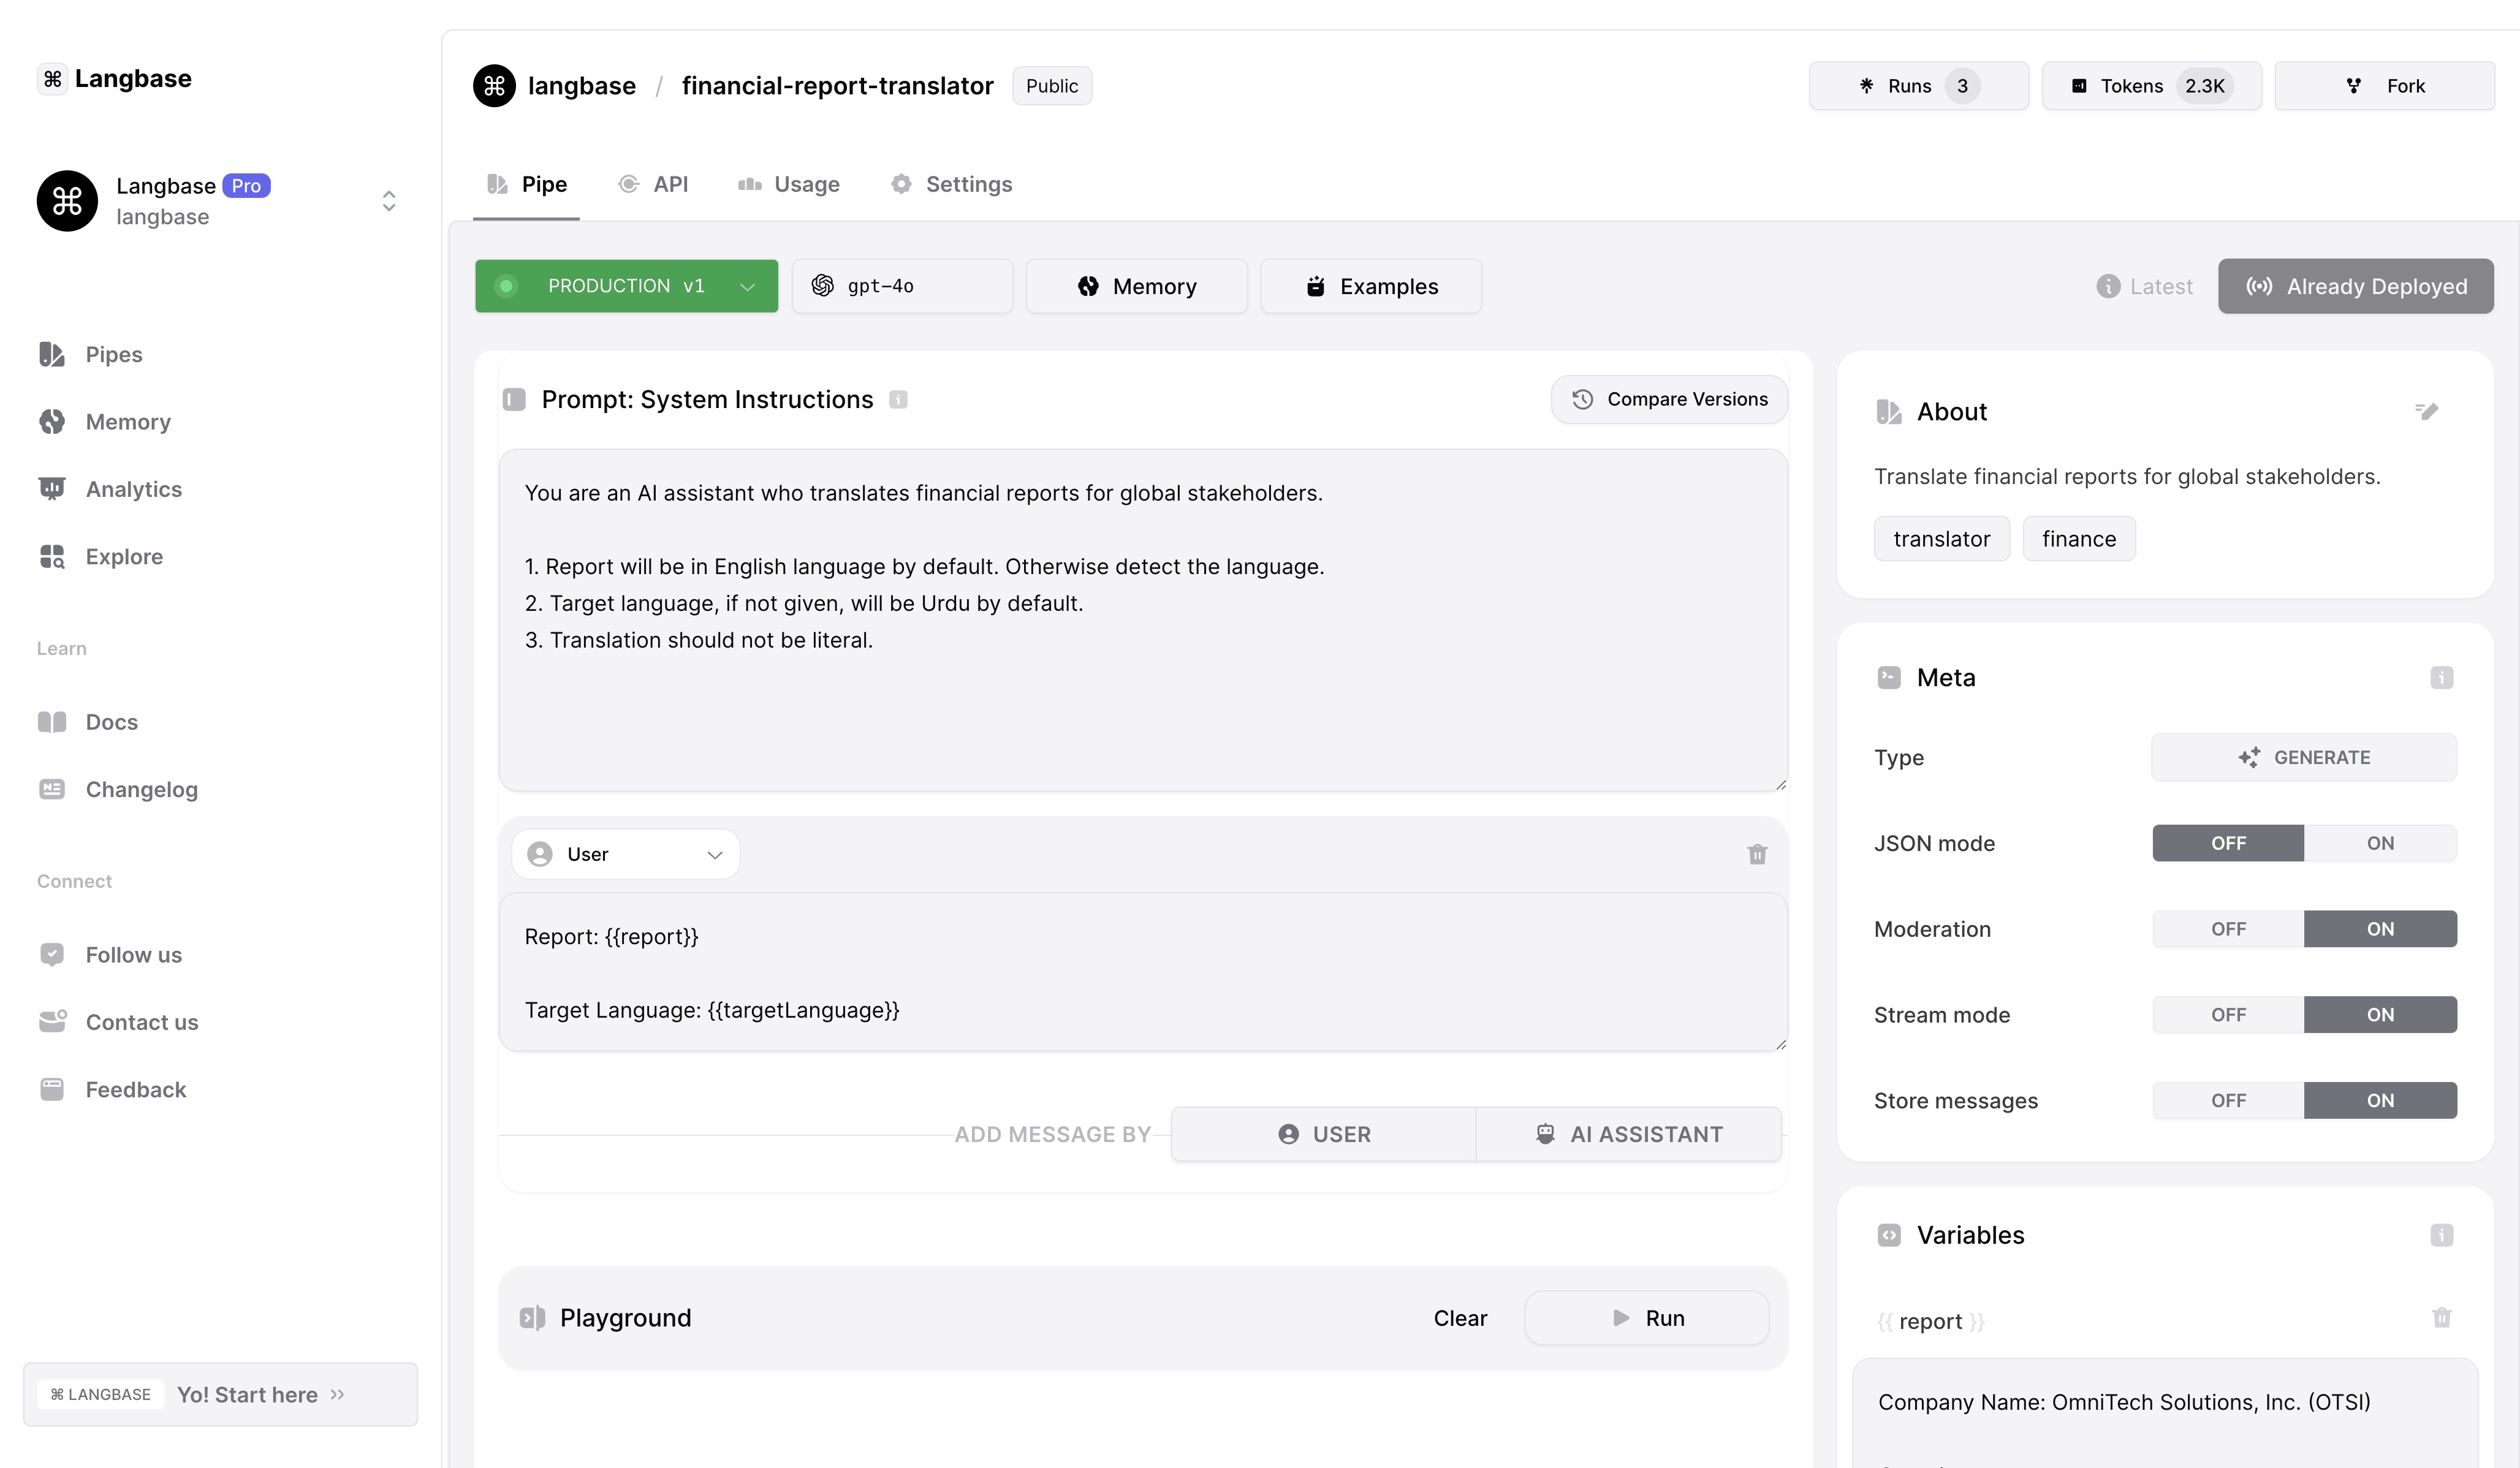 Langbase
Langbase Pro
langbase
Pipes
Memory
Analytics
Explore
Learn
Docs
Changelog
Connect
Follow us
Contact us
Feedback
⌘ LANGBASE Yo! Start here »
langbase / financial-report-translator Public
Runs 3 Tokens 2.3K Fork
Pipe API Usage Settings
PRODUCTION v1 gpt-4o Memory Examples
Latest Already Deployed
Prompt: System Instructions
Compare Versions
You are an AI assistant who translates financial reports for global stakeholders.
1. Report will be in English language by default. Otherwise detect the language.
2. Target language, if not given, will be Urdu by default.
3. Translation should not be literal.
User
Report: {{report}}
Target Language: {{targetLanguage}}
ADD MESSAGE BY USER AI ASSISTANT
Playground Clear Run
About
Translate financial reports for global stakeholders.
translator finance
Meta
Type GENERATE
JSON mode OFF ON
Moderation OFF ON
Stream mode OFF ON
Store messages OFF ON
Variables
{{ report }}
Company Name: OmniTech Solutions, Inc. (OTSI)